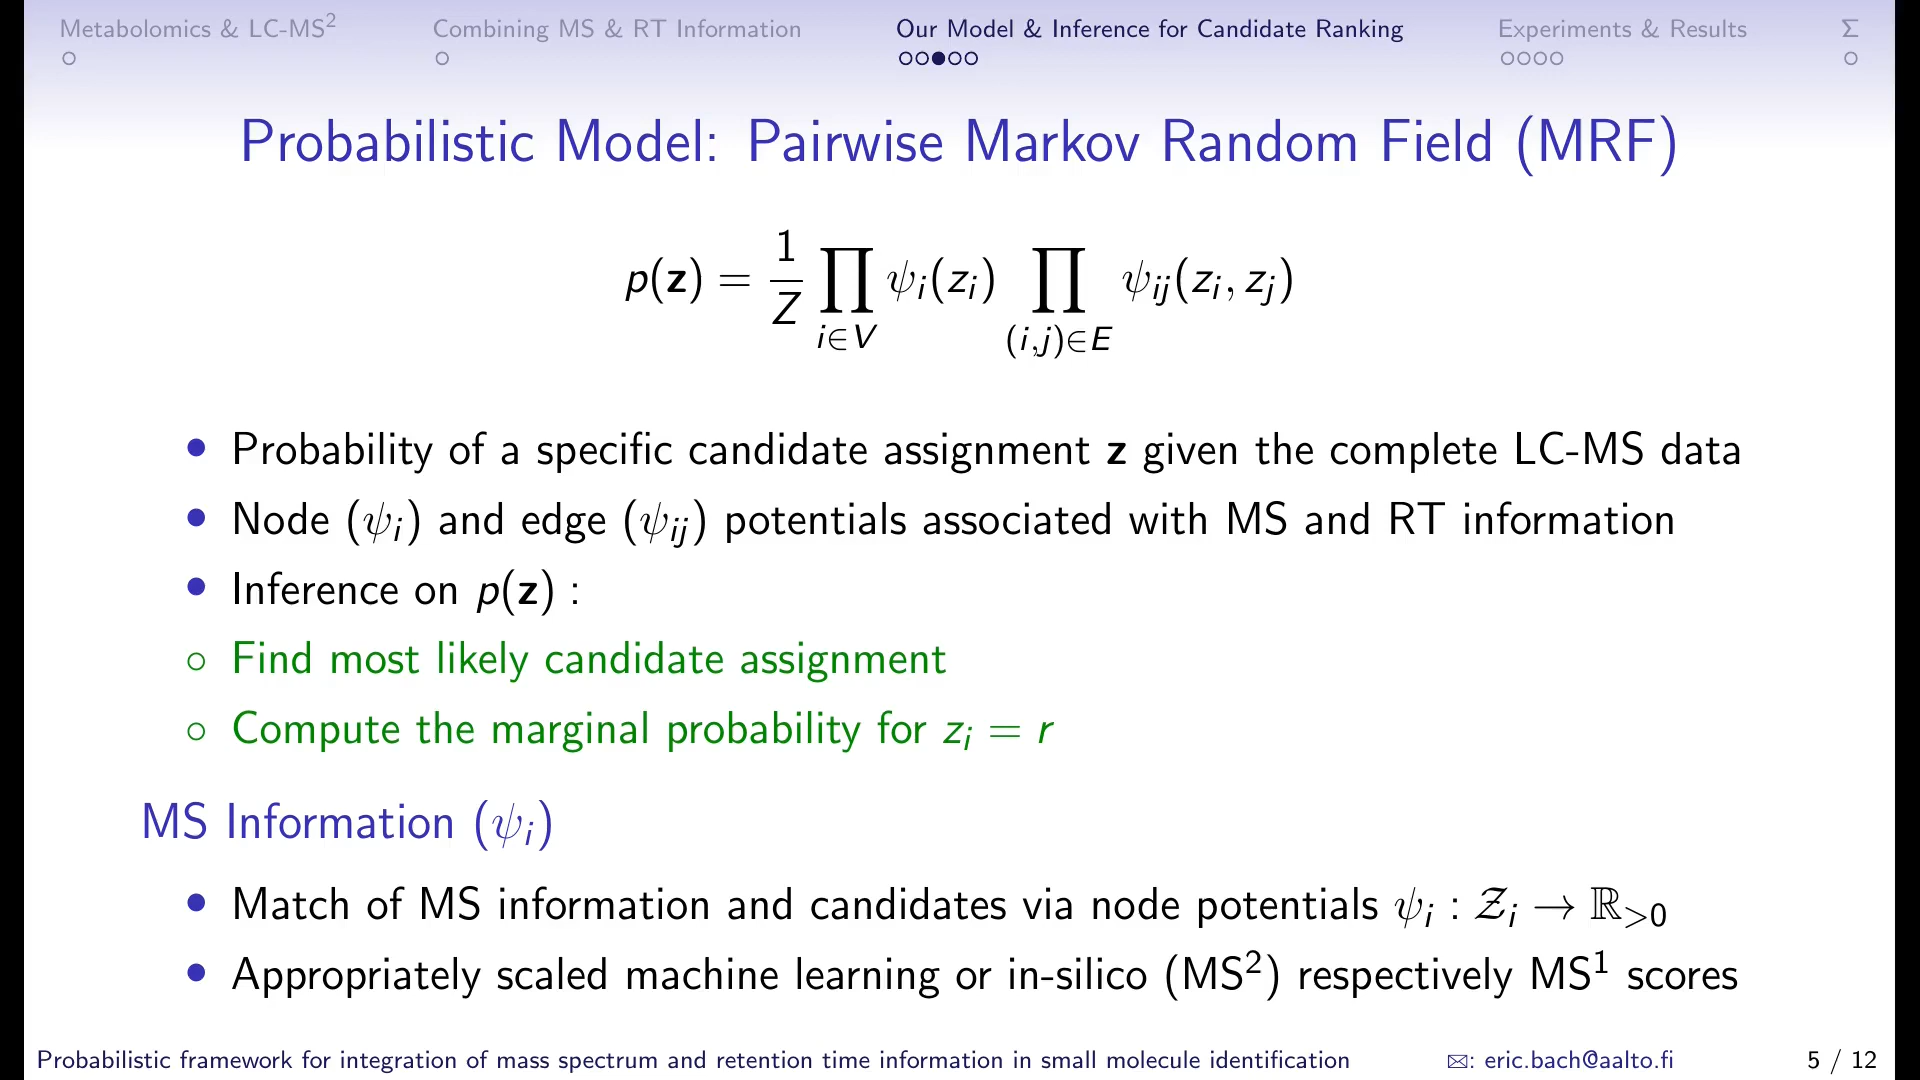 Metabolomics & LC-MS² Combining MS & RT Information Our Model & Inference for Candidate Ranking Experiments & Results Σ
Probabilistic Model: Pairwise Markov Random Field (MRF)
p(z) = 1/Z ∏_{i∈V} ψ_i(z_i) ∏_{(i,j)∈E} ψ_{ij}(z_i, z_j)
• Probability of a specific candidate assignment z given the complete LC-MS data
• Node (ψ_i) and edge (ψ_{ij}) potentials associated with MS and RT information
• Inference on p(z) :
○ Find most likely candidate assignment
○ Compute the marginal probability for z_i = r
MS Information (ψ_i)
• Match of MS information and candidates via node potentials ψ_i : 𝒵_i → ℝ_{>0}
• Appropriately scaled machine learning or in-silico (MS²) respectively MS¹ scores
Probabilistic framework for integration of mass spectrum and retention time information in small molecule identification ✉: eric.bach@aalto.fi 5 / 12